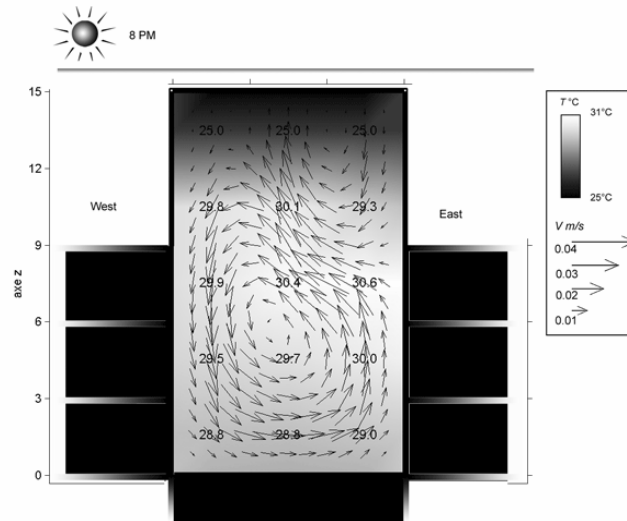 8 PM
15
12
9
6
3
0
axe z
West
East
25.0 25.0 25.0
29.8 30.1 29.3
29.9 30.4 30.6
29.5 29.7 30.0
28.8 28.8 29.0
T °C
31°C
25°C
V m/s
0.04
0.03
0.02
0.01